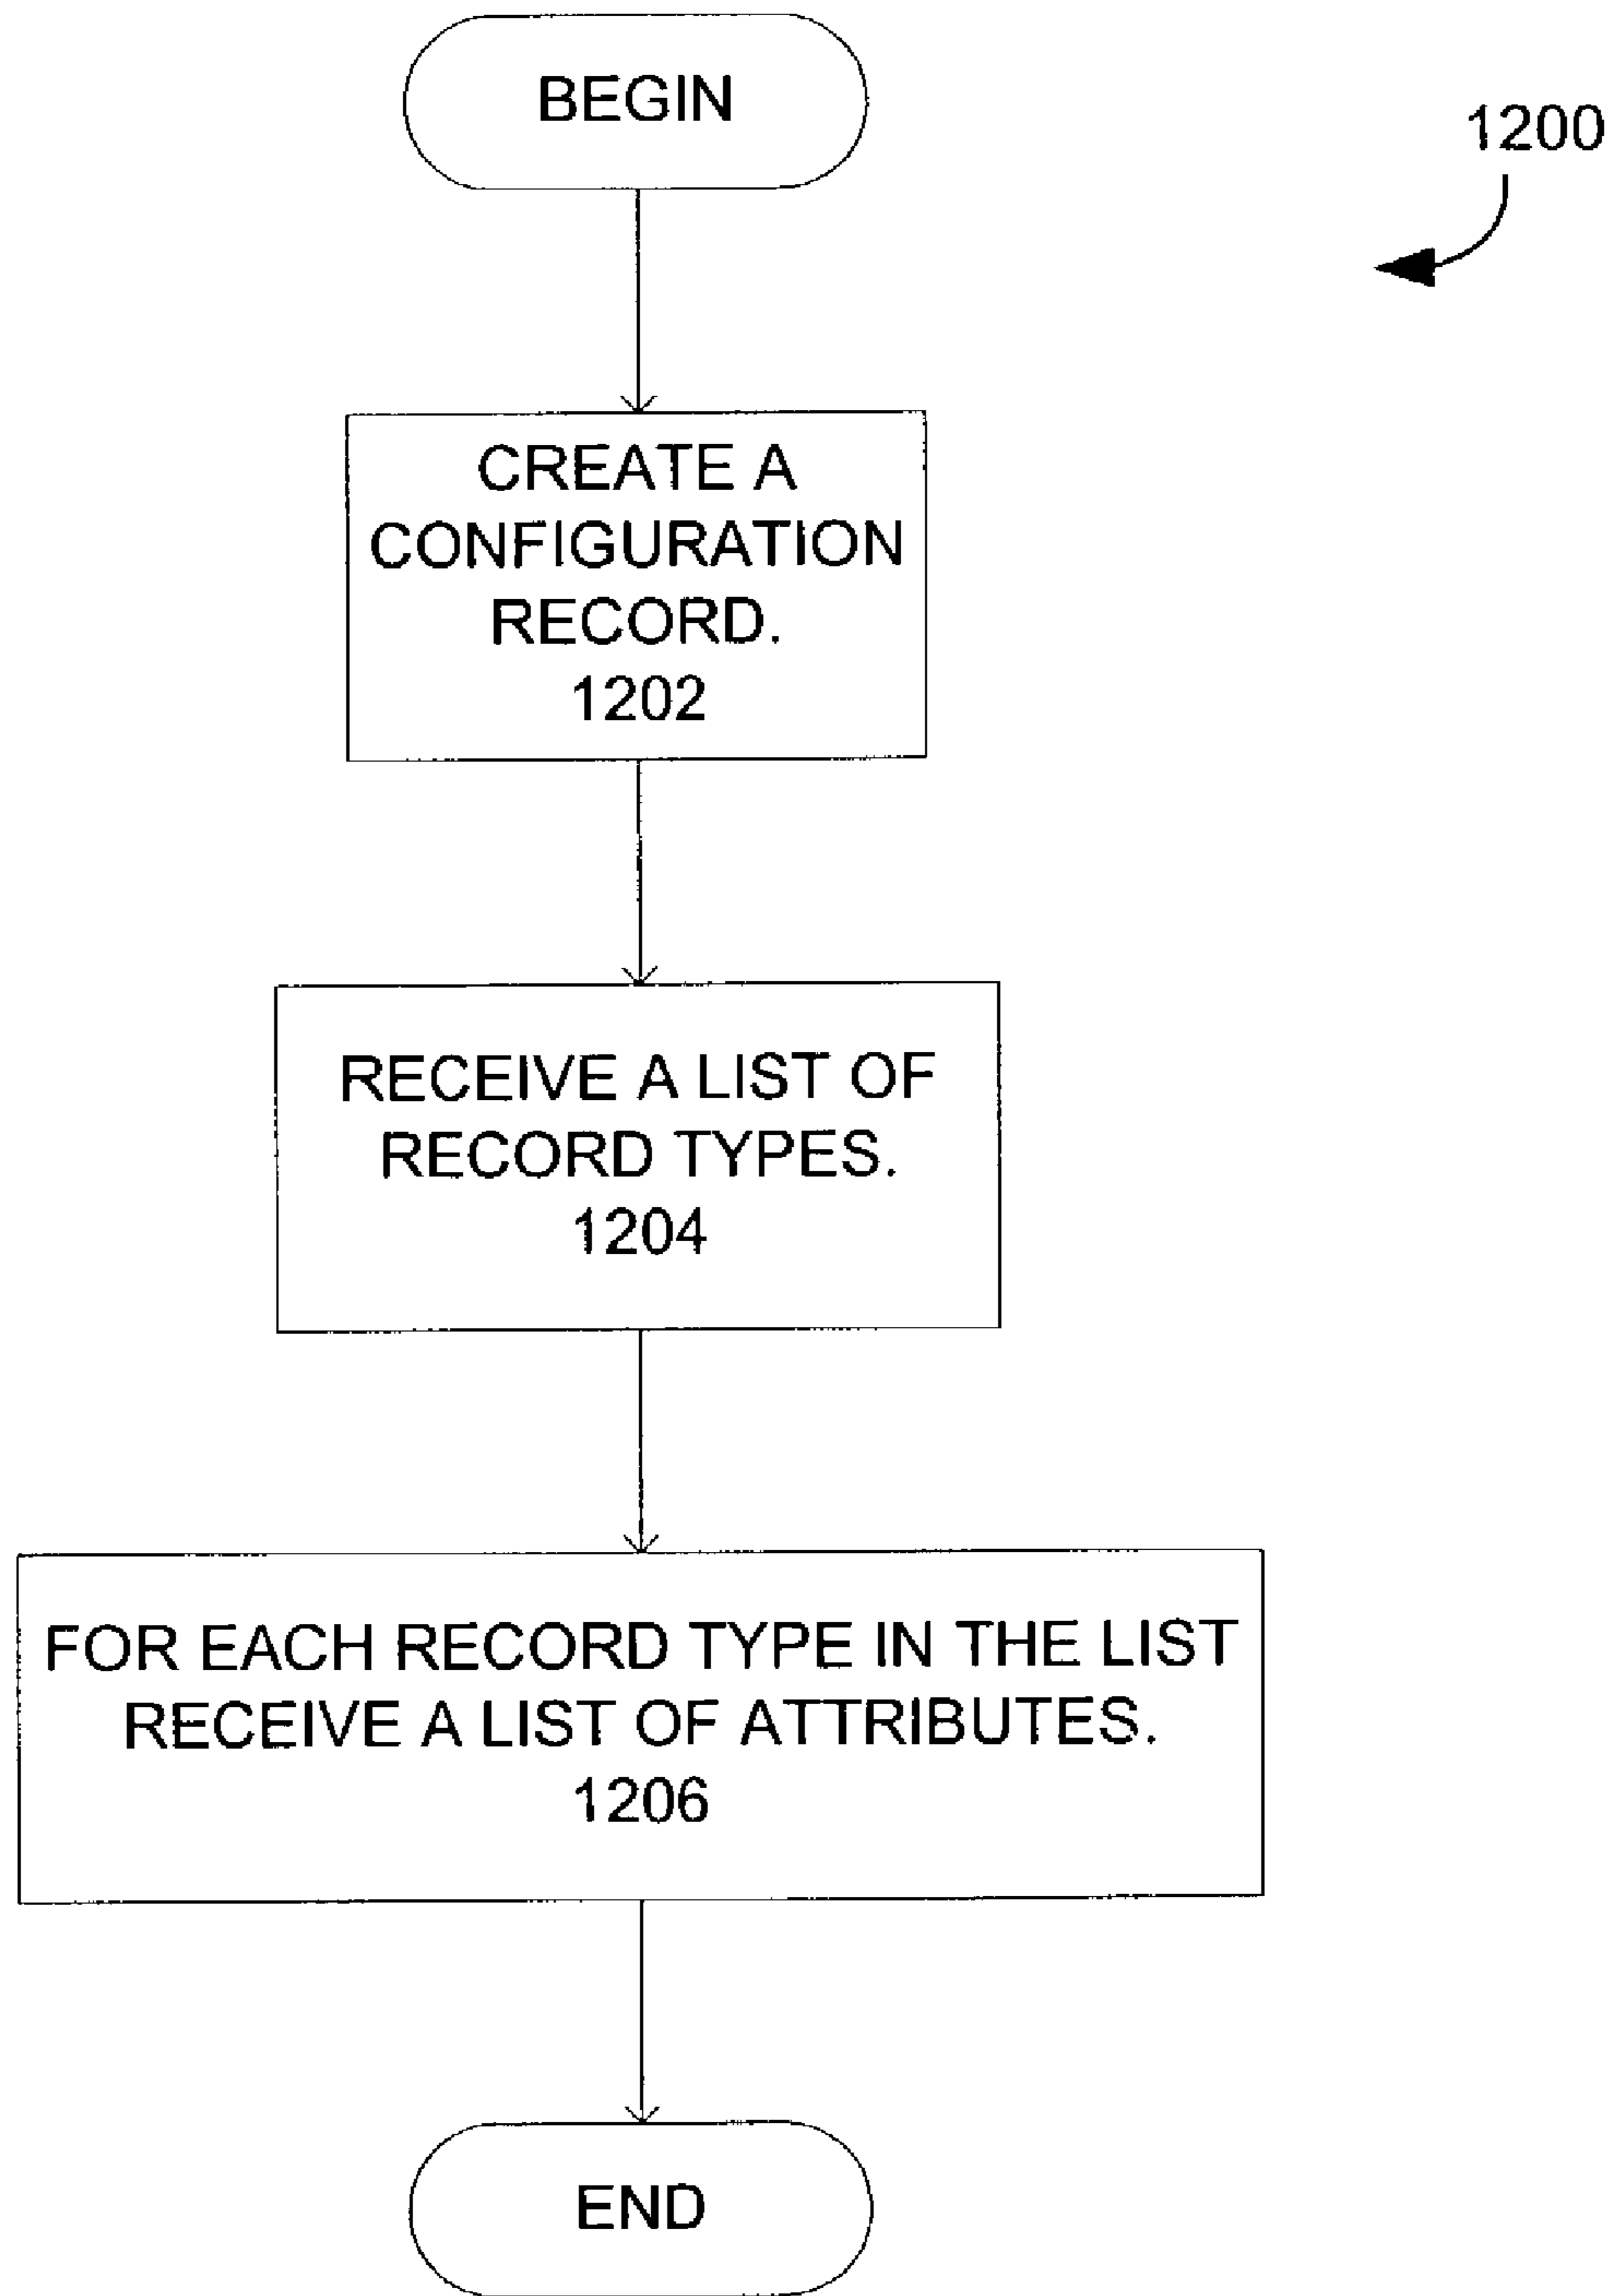 BEGIN
1200
CREATE A
CONFIGURATION
RECORD.
1202
RECEIVE A LIST OF
RECORD TYPES.
1204
FOR EACH RECORD TYPE IN THE LIST
RECEIVE A LIST OF ATTRIBUTES.
1206
END